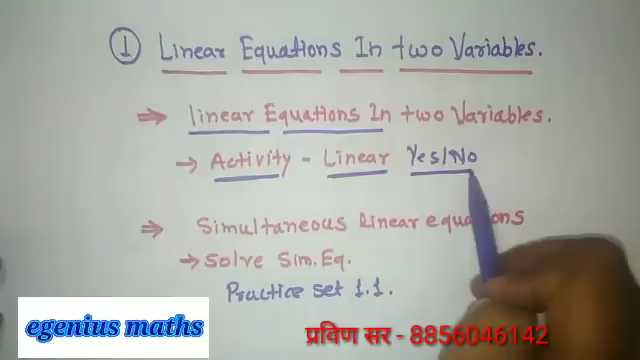 ① Linear Equations In two Variables.
⇒ linear Equations In two Variables.
→ Activity - Linear Yes/No
⇒ Simultaneous linear equations
→ Solve Sim. Eq.
Practice set 1.1.
egenius maths
प्रविण सर - 8856046142